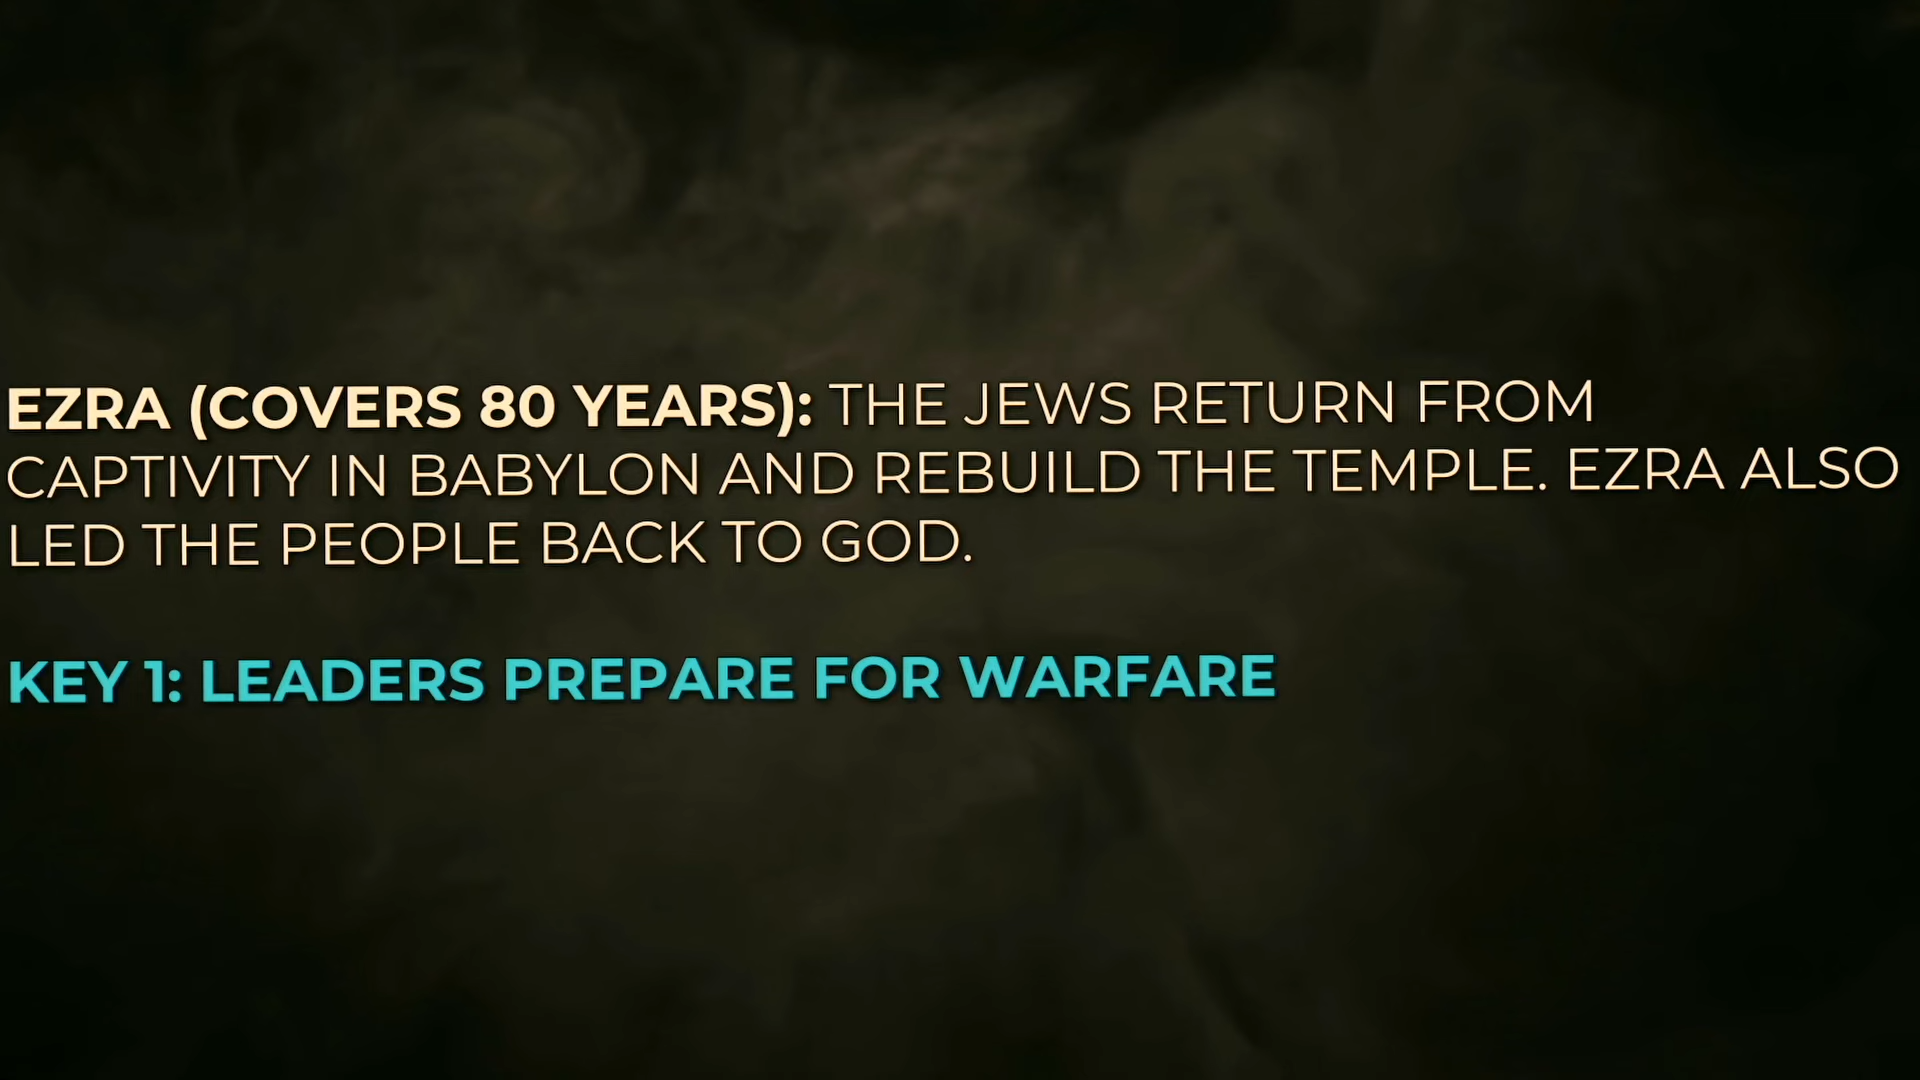 EZRA (COVERS 80 YEARS): THE JEWS RETURN FROM
CAPTIVITY IN BABYLON AND REBUILD THE TEMPLE. EZRA ALSO
LED THE PEOPLE BACK TO GOD.
KEY 1: LEADERS PREPARE FOR WARFARE